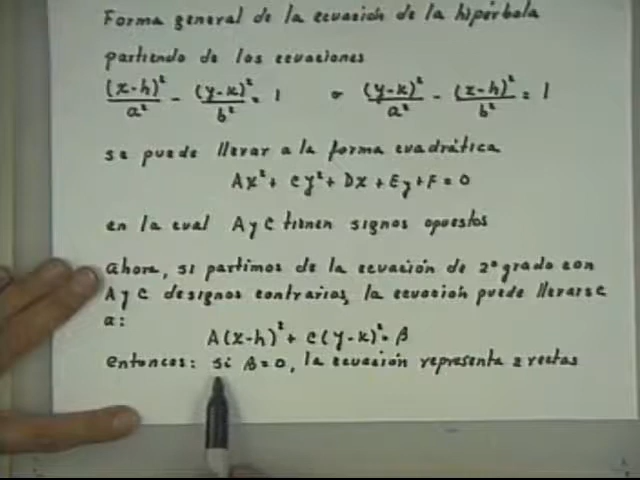 Forma general de la ecuación de la hipérbola
partiendo de las ecuaciones
(x-h)²/a² - (y-k)²/b² = 1 o (y-k)²/a² - (x-h)²/b² = 1
se puede llevar a la forma cuadrática
Ax² + Cy² + Dx + Ey + F = 0
en la cual A y C tienen signos opuestos
ahora, si partimos de la ecuación de 2º grado con
A y C de signos contrarios, la ecuación puede llevarse
a:
A(x-h)² + C(y-k)² = β
entonces: si β = 0, la ecuación representa 2 rectas